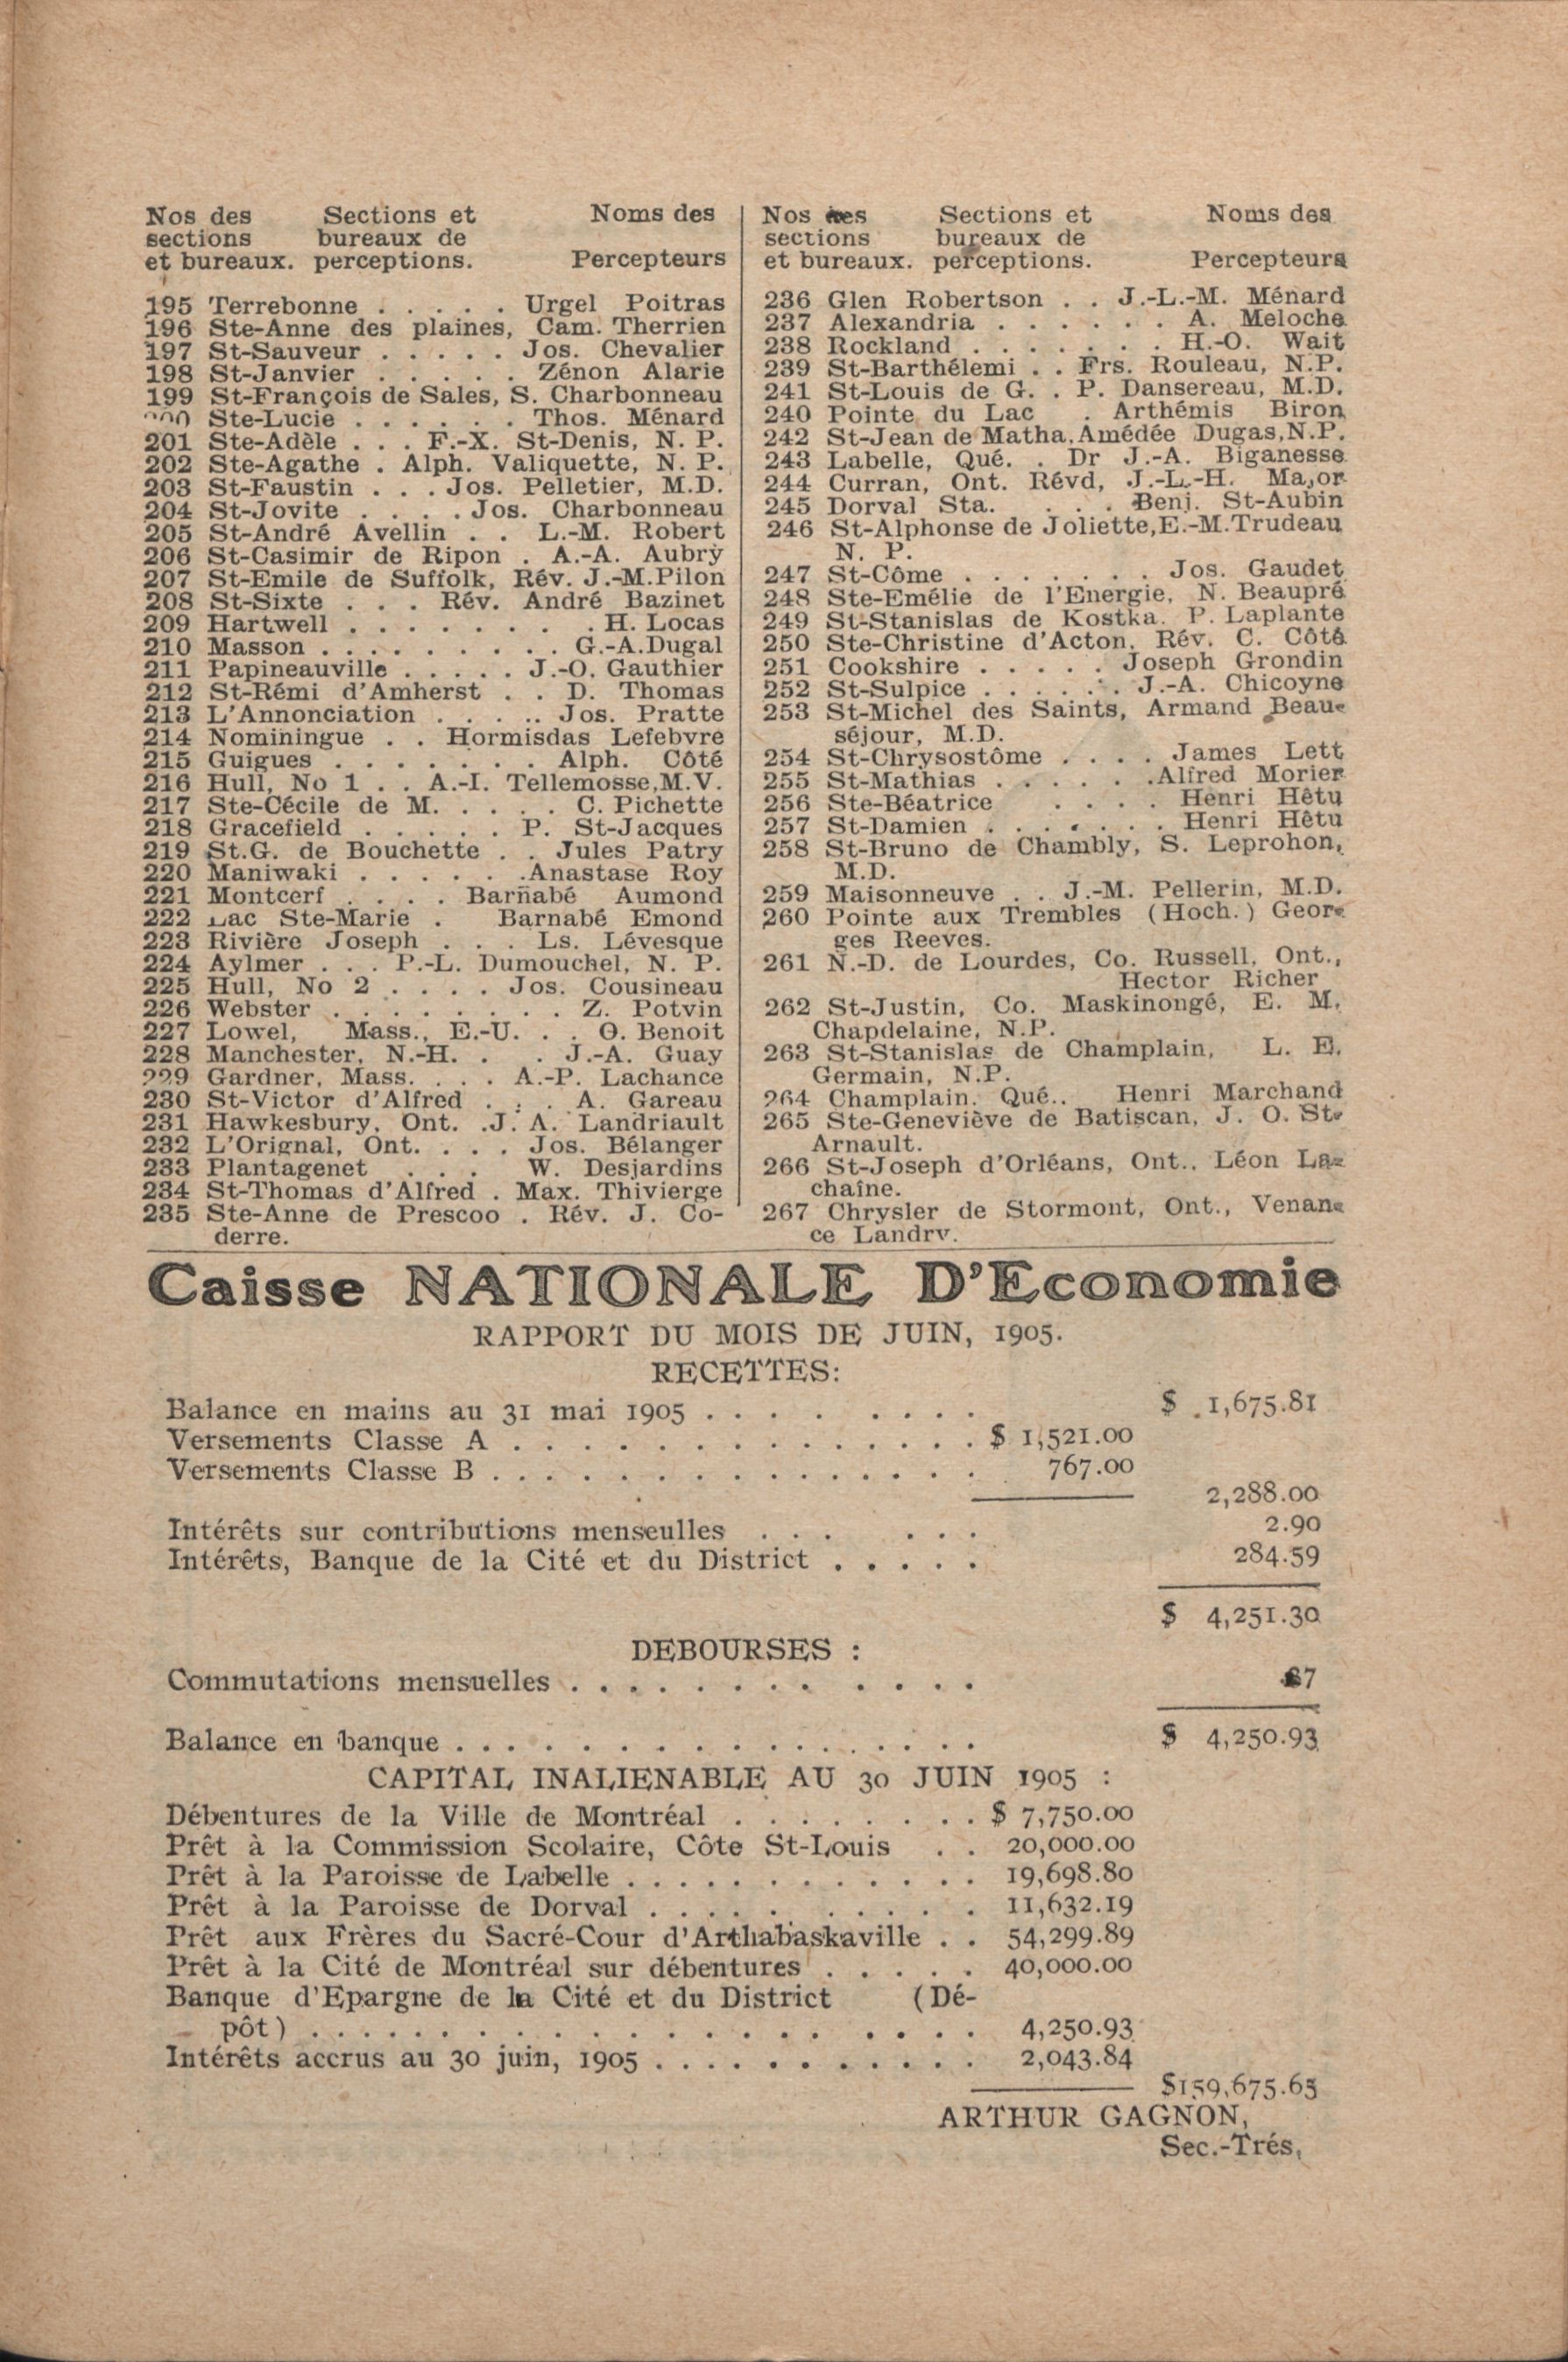 Nos des Sections et Noms des
sections bureaux de
et bureaux. perceptions. Percepteurs
195 Terrebonne . . . . . Urgel Poitras
196 Ste-Anne des plaines, Cam. Therrien
197 St-Sauveur . . . . . Jos. Chevalier
198 St-Janvier . . . . . Zénon Alarie
199 St-François de Sales, S. Charbonneau
Ste-Lucie . . . . . . Thos. Ménard
201 Ste-Adèle . . . F.-X. St-Denis, N. P.
202 Ste-Agathe . Alph. Valiquette, N. P.
203 St-Faustin . . . Jos. Pelletier, M.D.
204 St-Jovite . . . . Jos. Charbonneau
205 St-André Avellin . . L.-M. Robert
206 St-Casimir de Ripon . A.-A. Aubry
207 St-Emile de Suffolk, Rév. J.-M.Pilon
208 St-Sixte . . . Rév. André Bazinet
209 Hartwell . . . . . . . . H. Locas
210 Masson . . . . . . . . . G.-A.Dugal
211 Papineauville . . . . . J.-O. Gauthier
212 St-Rémi d'Amherst . . D. Thomas
213 L'Annonciation . . . . .. Jos. Pratte
214 Nominingue . . Hormisdas Lefebvre
215 Guigues . . . . . . . Alph. Côté
216 Hull, No 1 . . A.-I. Tellemosse,M.V.
217 Ste-Cécile de M. . . . . C. Pichette
218 Gracefield . . . . . P. St-Jacques
219 St.G. de Bouchette . . Jules Patry
220 Maniwaki . . . . . .Anastase Roy
221 Montcerf . . . . Barnabé Aumond
222 Lac Ste-Marie . Barnabé Emond
223 Rivière Joseph . . . Ls. Lévesque
224 Aylmer . . . P.-L. Dumouchel, N. P.
225 Hull, No 2 . . . . Jos. Cousineau
226 Webster . . . . . . . . Z. Potvin
227 Lowel, Mass., E.-U. . . O. Benoit
228 Manchester, N.-H. . . J.-A. Guay
229 Gardner, Mass. . . . A.-P. Lachance
230 St-Victor d'Alfred . . . A. Gareau
231 Hawkesbury, Ont. .J. A. Landriault
232 L'Orignal, Ont. . . . Jos. Bélanger
233 Plantagenet . . . W. Desjardins
234 St-Thomas d'Alfred . Max. Thivierge
235 Ste-Anne de Prescoo . Rév. J. Co-
derre.
Nos des Sections et Noms des
sections bureaux de
et bureaux. perceptions. Percepteurs
236 Glen Robertson . . J.-L.-M. Ménard
237 Alexandria . . . . . . A. Meloche
238 Rockland . . . . . . . H.-O. Wait
239 St-Barthélemi . . Frs. Rouleau, N.P.
241 St-Louis de G. . P. Dansereau, M.D.
240 Pointe du Lac . Arthémis Biron
242 St-Jean de Matha,Amédée Dugas,N.P.
243 Labelle, Qué. . Dr J.-A. Biganesse
244 Curran, Ont. Révd, J.-L.-H. Major
245 Dorval Sta. . . . Benj. St-Aubin
246 St-Alphonse de Joliette,E.-M.Trudeau
N. P.
247 St-Côme . . . . . . . Jos. Gaudet
248 Ste-Emélie de l'Energie, N. Beaupré
249 St-Stanislas de Kostka. P. Laplante
250 Ste-Christine d'Acton, Rév. C. Côté
251 Cookshire . . . . . Joseph Grondin
252 St-Sulpice . . . . . . J.-A. Chicoyne
253 St-Michel des Saints, Armand Beau-
séjour, M.D.
254 St-Chrysostôme . . . . James Lett
255 St-Mathias . . . . . .Alfred Morier
256 Ste-Béatrice . . . . Henri Hêtu
257 St-Damien . . . . . . . Henri Hêtu
258 St-Bruno de Chambly, S. Leprohon,
M.D.
259 Maisonneuve . . J.-M. Pellerin, M.D.
260 Pointe aux Trembles (Hoch.) Geor-
ges Reeves.
261 N.-D. de Lourdes, Co. Russell, Ont.,
Hector Richer
262 St-Justin, Co. Maskinongé, E. M.
Chapdelaine, N.P.
263 St-Stanislas de Champlain, L. E.
Germain, N.P.
264 Champlain. Qué.. Henri Marchand
265 Ste-Geneviève de Batiscan, J. O. St-
Arnault.
266 St-Joseph d'Orléans, Ont.. Léon La-
chaîne.
267 Chrysler de Stormont, Ont., Venan-
ce Landry.
Caisse NATIONALE D'Economie
RAPPORT DU MOIS DE JUIN, 1905.
RECETTES:
Balance en mains au 31 mai 1905 . . . . . . . . $ 1,675.81
Versements Classe A . . . . . . . . . . . . . . $ 1,521.00
Versements Classe B . . . . . . . . . . . . . . 767.00
2,288.00
Intérêts sur contributions menseulles . . . . . . 2.90
Intérêts, Banque de la Cité et du District . . . . . 284.59
$ 4,251.30
DEBOURSES :
Commutations mensuelles . . . . . . . . . . . .
Balance en banque . . . . . . . . . . . . . . . $ 4,250.93
CAPITAL INALIENABLE AU 30 JUIN 1905 :
Débentures de la Ville de Montréal . . . . . . . . $ 7,750.00
Prêt à la Commission Scolaire, Côte St-Louis . . 20,000.00
Prêt à la Paroisse de Labelle . . . . . . . . . . . . 19,698.80
Prêt à la Paroisse de Dorval . . . . . . . . . . . 11,632.19
Prêt aux Frères du Sacré-Cour d'Arthabaskaville . . 54,299.89
Prêt à la Cité de Montréal sur débentures . . . . . 40,000.00
Banque d'Epargne de la Cité et du District (Dé-
pôt) . . . . . . . . . . . . . . . . . . 4,250.93
Intérêts accrus au 30 juin, 1905 . . . . . . . . . . . 2,043.84
$159,675.65
ARTHUR GAGNON,
Sec.-Trés,